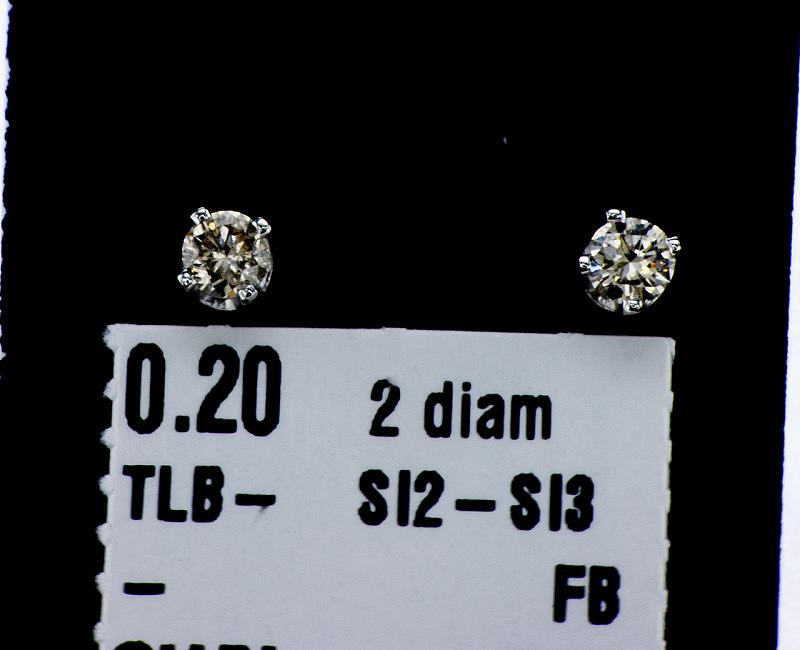 0.20 2 diam
TLB – SI2 – SI3
– FB